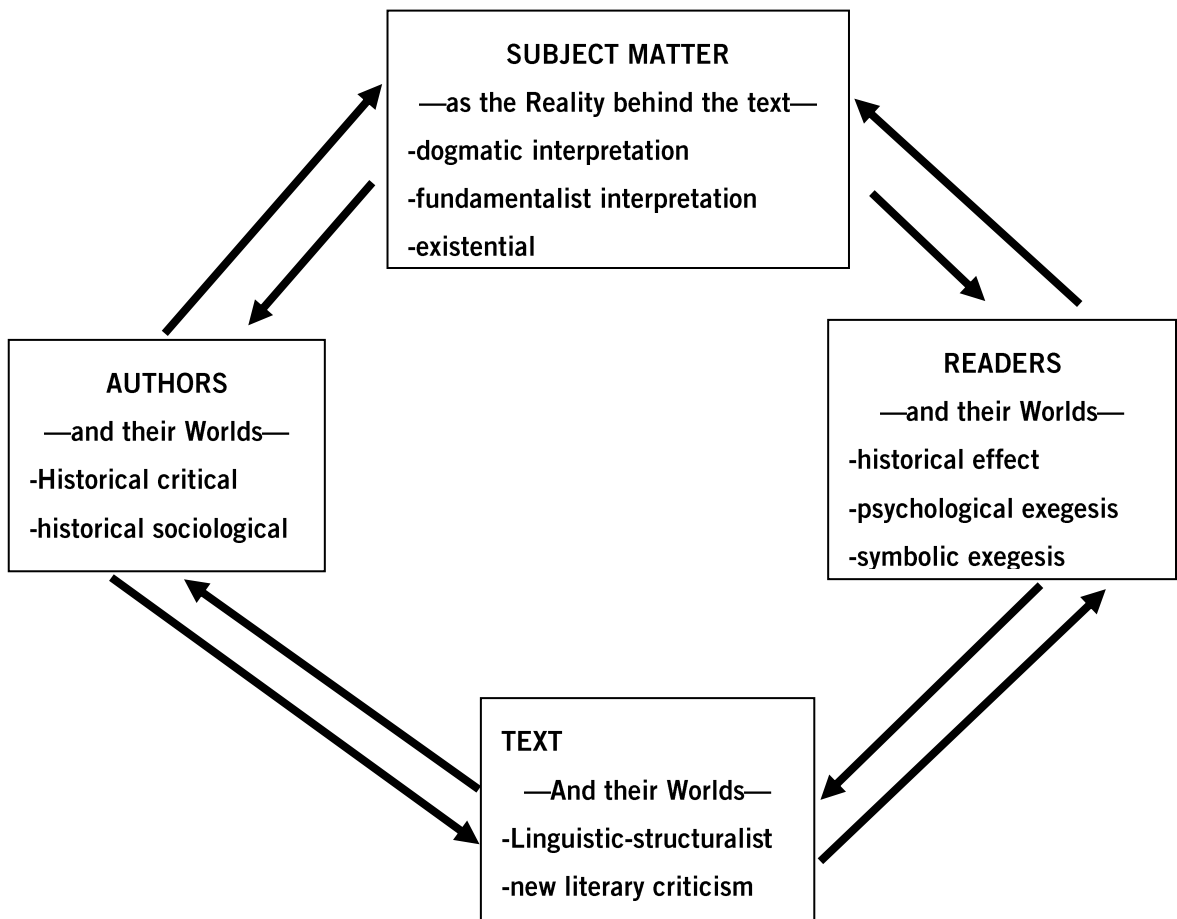 SUBJECT MATTER
—as the Reality behind the text—
-dogmatic interpretation
-fundamentalist interpretation
-existential
AUTHORS
—and their Worlds—
-Historical critical
-historical sociological
READERS
—and their Worlds—
-historical effect
-psychological exegesis
-symbolic exegesis
TEXT
—And their Worlds—
-Linguistic-structuralist
-new literary criticism